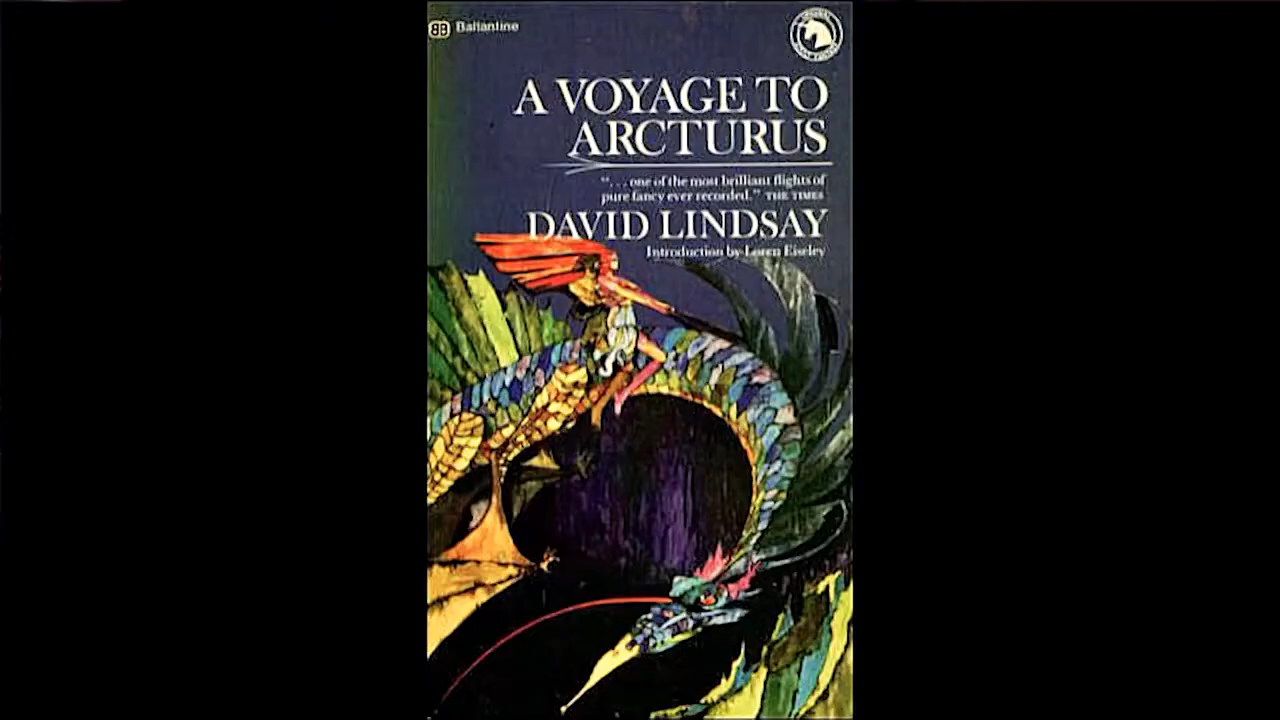 BB Ballantine
A VOYAGE TO
ARCTURUS
“. . . one of the most brilliant flights of
pure fancy ever recorded.” THE TIMES
DAVID LINDSAY
Introduction by Loren Eiseley